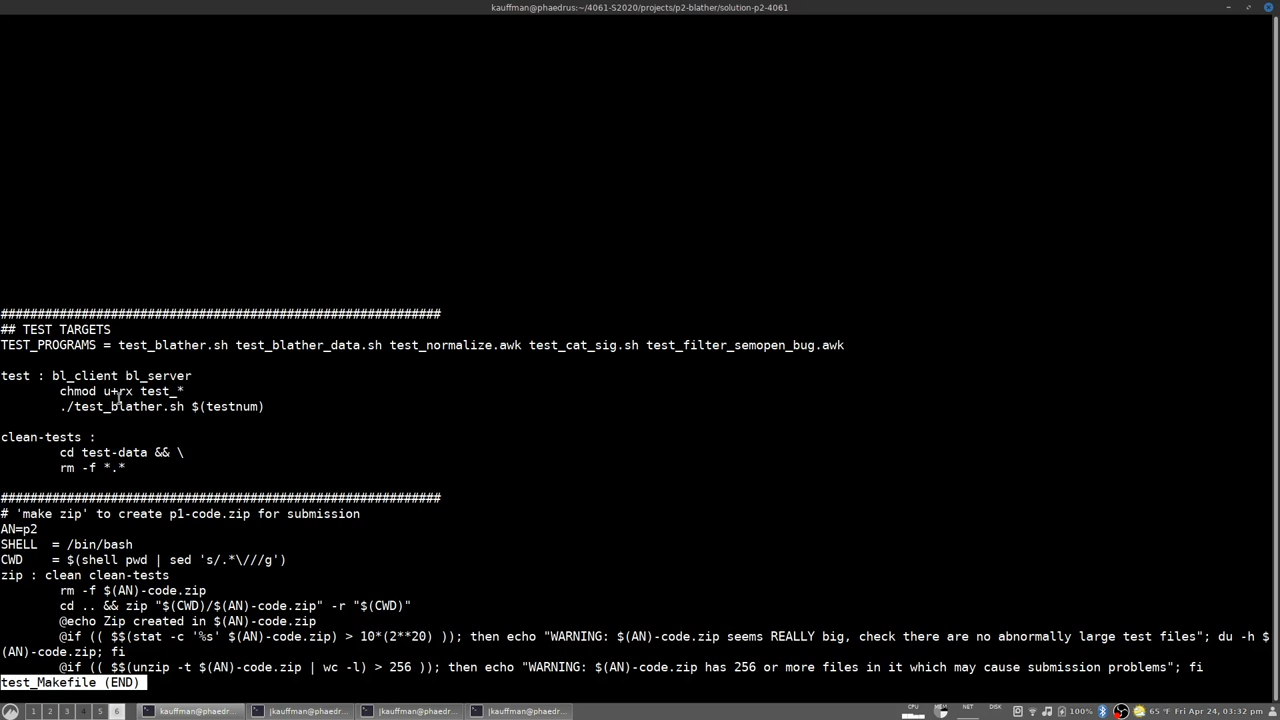 kauffman@phaedrus:~/4061-S2020/projects/p2-blather/solution-p2-4061
############################################################
## TEST TARGETS
TEST_PROGRAMS = test_blather.sh test_blather_data.sh test_normalize.awk test_cat_sig.sh test_filter_semopen_bug.awk
test : bl_client bl_server
chmod u+rx test_*
./test_blather.sh $(testnum)
clean-tests :
cd test-data && \
rm -f *.*
############################################################
# 'make zip' to create p1-code.zip for submission
AN=p2
SHELL  = /bin/bash
CWD    = $(shell pwd | sed 's/.*\///g')
zip : clean clean-tests
rm -f $(AN)-code.zip
cd .. && zip "$(CWD)/$(AN)-code.zip" -r "$(CWD)"
@echo Zip created in $(AN)-code.zip
@if (( $$(stat -c '%s' $(AN)-code.zip) > 10*(2**20) )); then echo "WARNING: $(AN)-code.zip seems REALLY big, check there are no abnormally large test files"; du -h $
(AN)-code.zip; fi
@if (( $$(unzip -t $(AN)-code.zip | wc -l) > 256 )); then echo "WARNING: $(AN)-code.zip has 256 or more files in it which may cause submission problems"; fi
test_Makefile (END)
1 2 3 4 5 6 kauffman@phaedrus... [kauffman@phaedrus... [kauffman@phaedrus... [kauffman@phaedrus... CPU MEM NET DISK 100% 65 °F Fri Apr 24, 03:32 pm